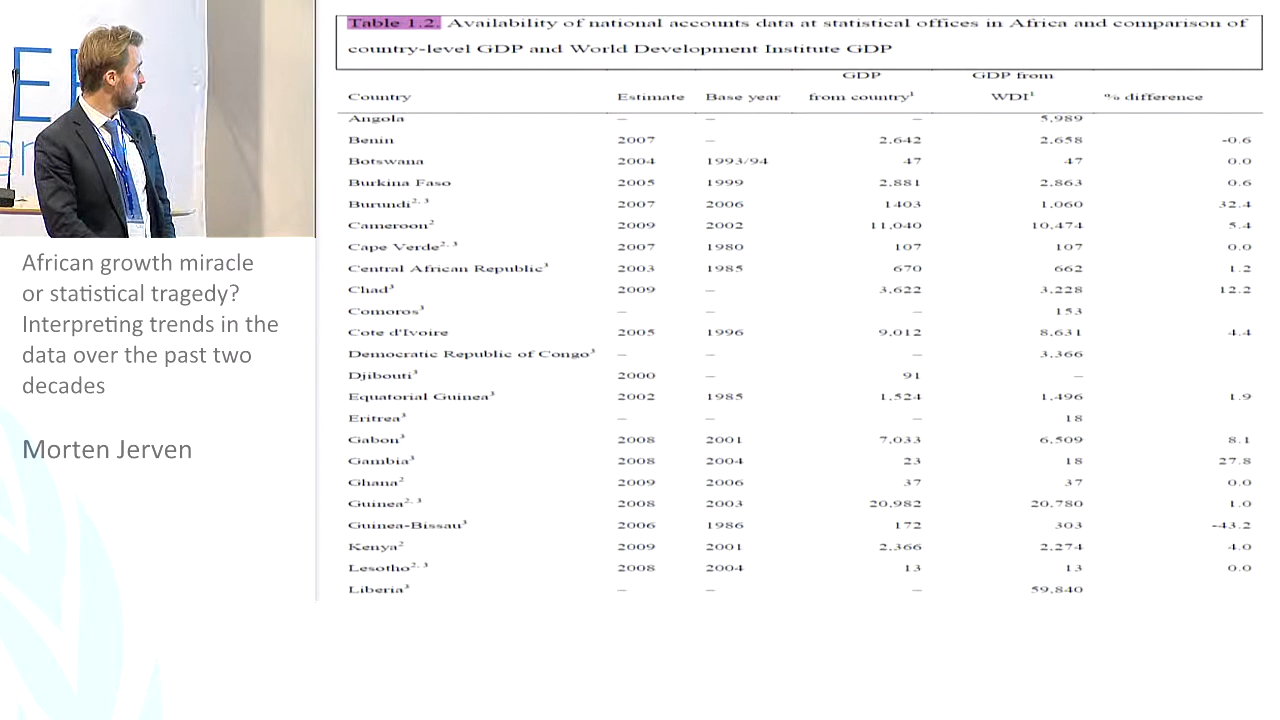 African growth miracle
or statistical tragedy?
Interpreting trends in the
data over the past two
decades
Morten Jerven
Table 1.2. Availability of national accounts data at statistical offices in Africa and comparison of
country-level GDP and World Development Institute GDP
GDP GDP from
Country Estimate Base year from country¹ WDI¹ % difference
Angola – – – 5,989
Benin 2007 – 2,642 2,658 -0.6
Botswana 2004 1993/94 47 47 0.0
Burkina Faso 2005 1999 2,881 2,863 0.6
Burundi², ³ 2007 2006 1403 1,060 32.4
Cameroon² 2009 2002 11,040 10,474 5.4
Cape Verde², ³ 2007 1980 107 107 0.0
Central African Republic³ 2003 1985 670 662 1.2
Chad³ 2009 – 3,622 3,228 12.2
Comoros³ – – – 153
Cote d'Ivoire 2005 1996 9,012 8,631 4.4
Democratic Republic of Congo³ – – – 3,366
Djibouti³ 2000 – 91 –
Equatorial Guinea³ 2002 1985 1,524 1,496 1.9
Eritrea³ – – – 18
Gabon³ 2008 2001 7,033 6,509 8.1
Gambia³ 2008 2004 23 18 27.8
Ghana² 2009 2006 37 37 0.0
Guinea², ³ 2008 2003 20,982 20,780 1.0
Guinea-Bissau³ 2006 1986 172 303 -43.2
Kenya² 2009 2001 2,366 2,274 4.0
Lesotho², ³ 2008 2004 13 13 0.0
Liberia³ – – – 59,840